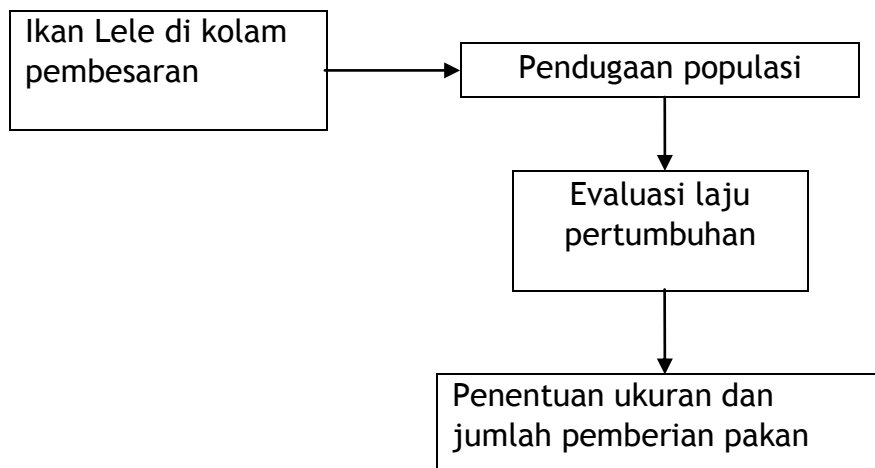 Ikan Lele di kolam
pembesaran
Pendugaan populasi
Evaluasi laju
pertumbuhan
Penentuan ukuran dan
jumlah pemberian pakan